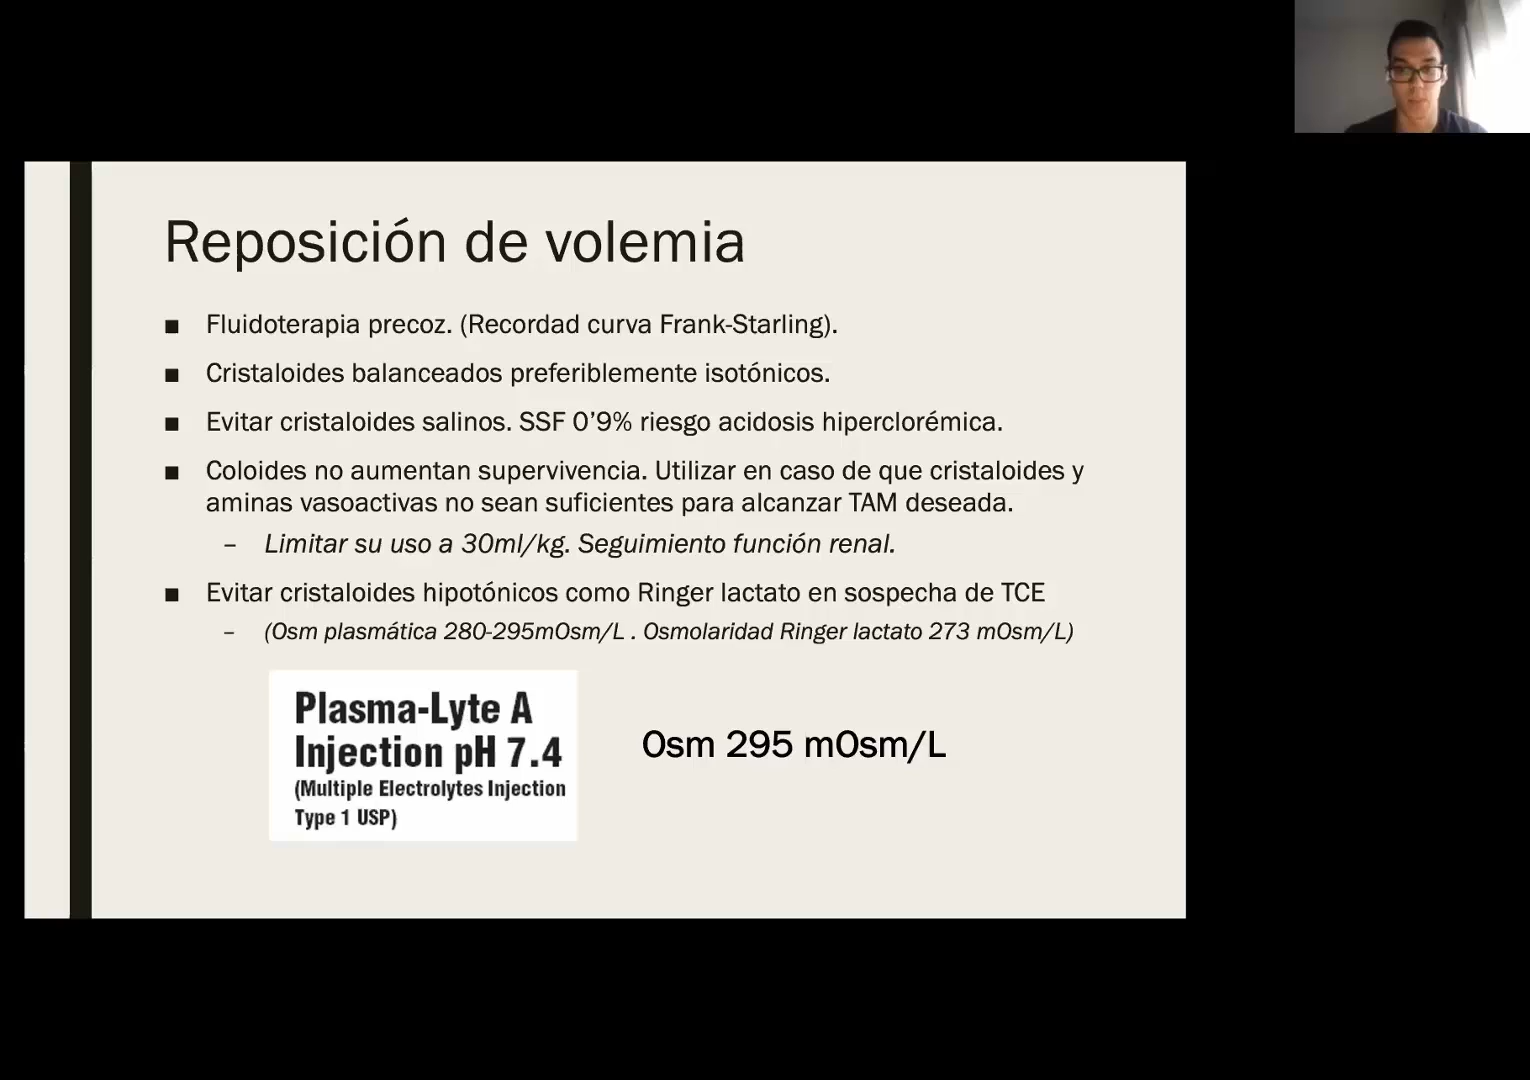 Reposición de volemia
■ Fluidoterapia precoz. (Recordad curva Frank-Starling).
■ Cristaloides balanceados preferiblemente isotónicos.
■ Evitar cristaloides salinos. SSF 0’9% riesgo acidosis hiperclorémica.
■ Coloides no aumentan supervivencia. Utilizar en caso de que cristaloides y
aminas vasoactivas no sean suficientes para alcanzar TAM deseada.
– Limitar su uso a 30ml/kg. Seguimiento función renal.
■ Evitar cristaloides hipotónicos como Ringer lactato en sospecha de TCE
– (Osm plasmática 280-295mOsm/L . Osmolaridad Ringer lactato 273 mOsm/L)
Plasma-Lyte A
Injection pH 7.4
(Multiple Electrolytes Injection
Type 1 USP)
Osm 295 mOsm/L